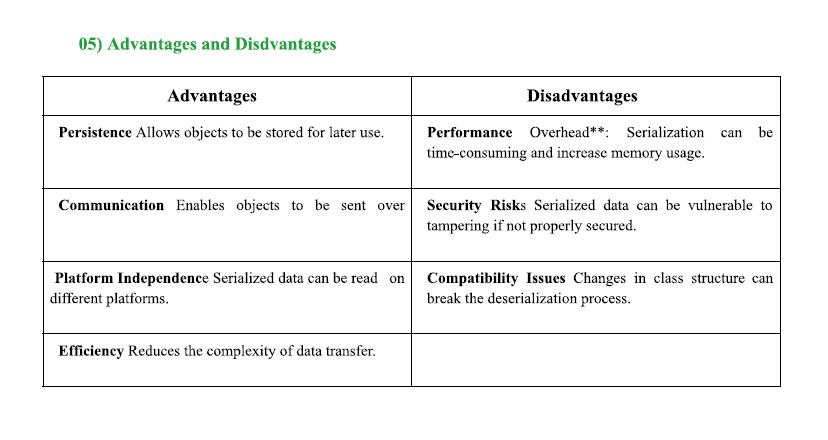 05) Advantages and Disdvantages
Advantages
Disadvantages
Persistence Allows objects to be stored for later use.
Performance Overhead**: Serialization can be
time-consuming and increase memory usage.
Communication Enables objects to be sent over
Security Risks Serialized data can be vulnerable to
tampering if not properly secured.
Platform Independence Serialized data can be read on
different platforms.
Compatibility Issues Changes in class structure can
break the deserialization process.
Efficiency Reduces the complexity of data transfer.